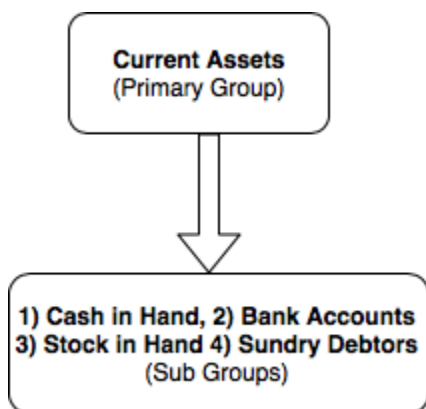 Current Assets
(Primary Group)
1) Cash in Hand, 2) Bank Accounts
3) Stock in Hand 4) Sundry Debtors
(Sub Groups)